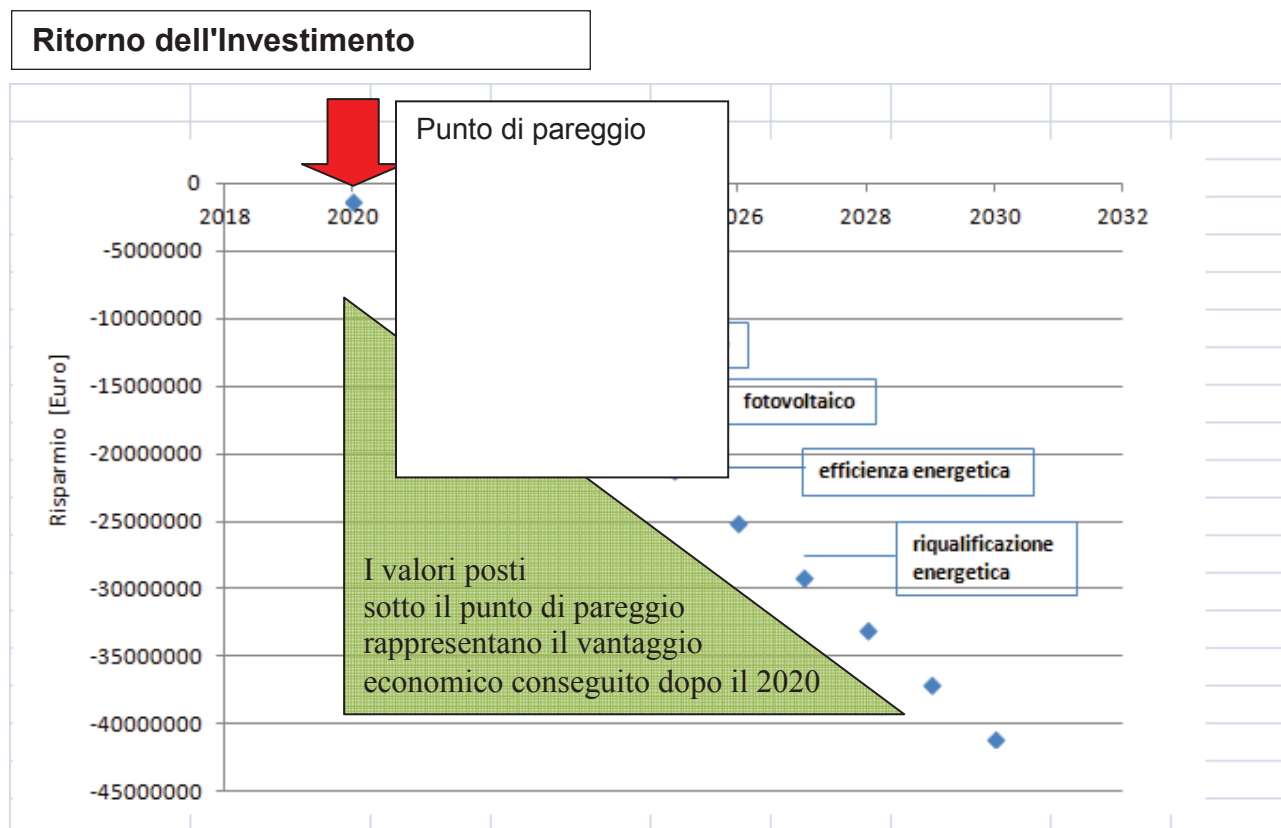 Ritorno dell'Investimento
Punto di pareggio
0
2018 2020 026 2028 2030 2032
-5000000
-10000000
-15000000
-20000000
-25000000
-30000000
-35000000
-40000000
-45000000
Risparmio [Euro]
fotovoltaico
efficienza energetica
riqualificazione
energetica
I valori posti
sotto il punto di pareggio
rappresentano il vantaggio
economico conseguito dopo il 2020